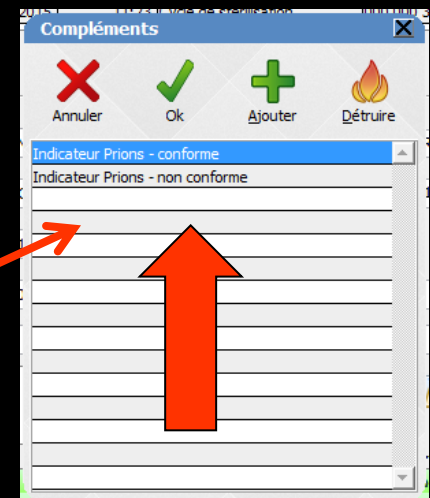 Compléments
Annuler Ok Ajouter Détruire
Indicateur Prions - conforme
Indicateur Prions - non conforme